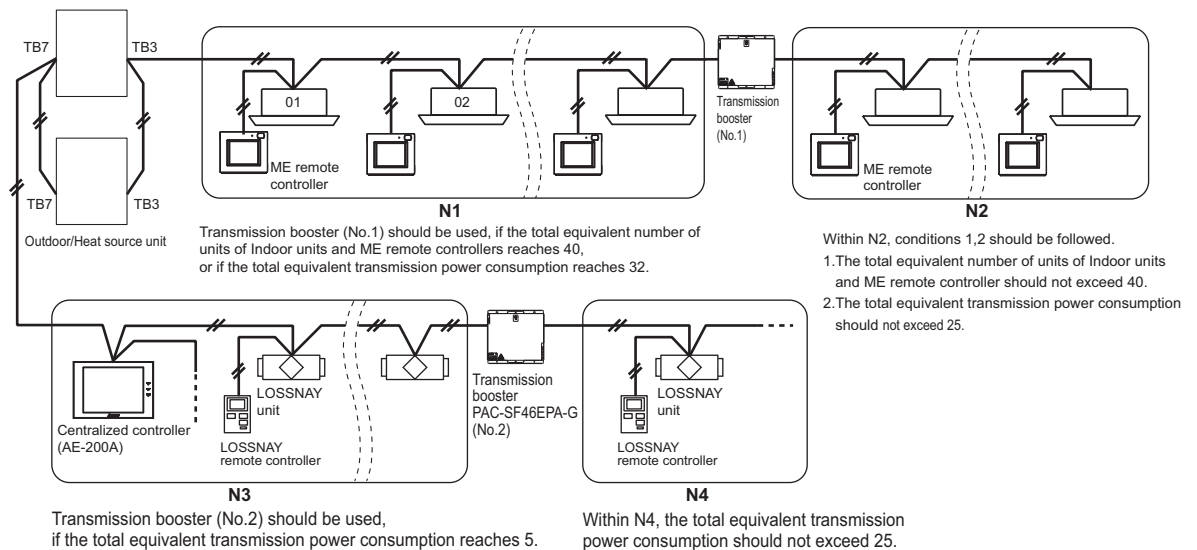 TB7
TB3
TB7
TB3
Outdoor/Heat source unit
01
02
ME remote
controller
N1
Transmission
booster
(No.1)
ME remote
controller
N2
Transmission booster (No.1) should be used, if the total equivalent number of
units of Indoor units and ME remote controllers reaches 40,
or if the total equivalent transmission power consumption reaches 32.
Within N2, conditions 1,2 should be followed.
1.The total equivalent number of units of Indoor units
and ME remote controller should not exceed 40.
2.The total equivalent transmission power consumption
should not exceed 25.
Centralized controller
(AE-200A)
LOSSNAY
unit
LOSSNAY
remote controller
N3
Transmission
booster
PAC-SF46EPA-G
(No.2)
LOSSNAY
unit
LOSSNAY
remote controller
N4
Transmission booster (No.2) should be used,
if the total equivalent transmission power consumption reaches 5.
Within N4, the total equivalent transmission
power consumption should not exceed 25.